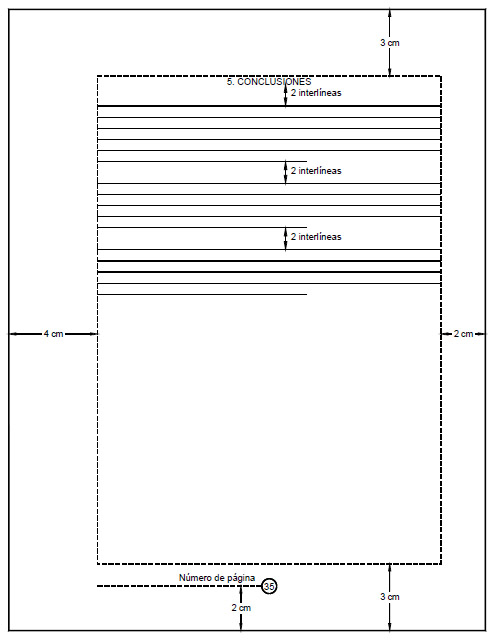 3 cm
5. CONCLUSIONES
2 interlíneas
2 interlíneas
2 interlíneas
4 cm
2 cm
Número de página 35
2 cm
3 cm